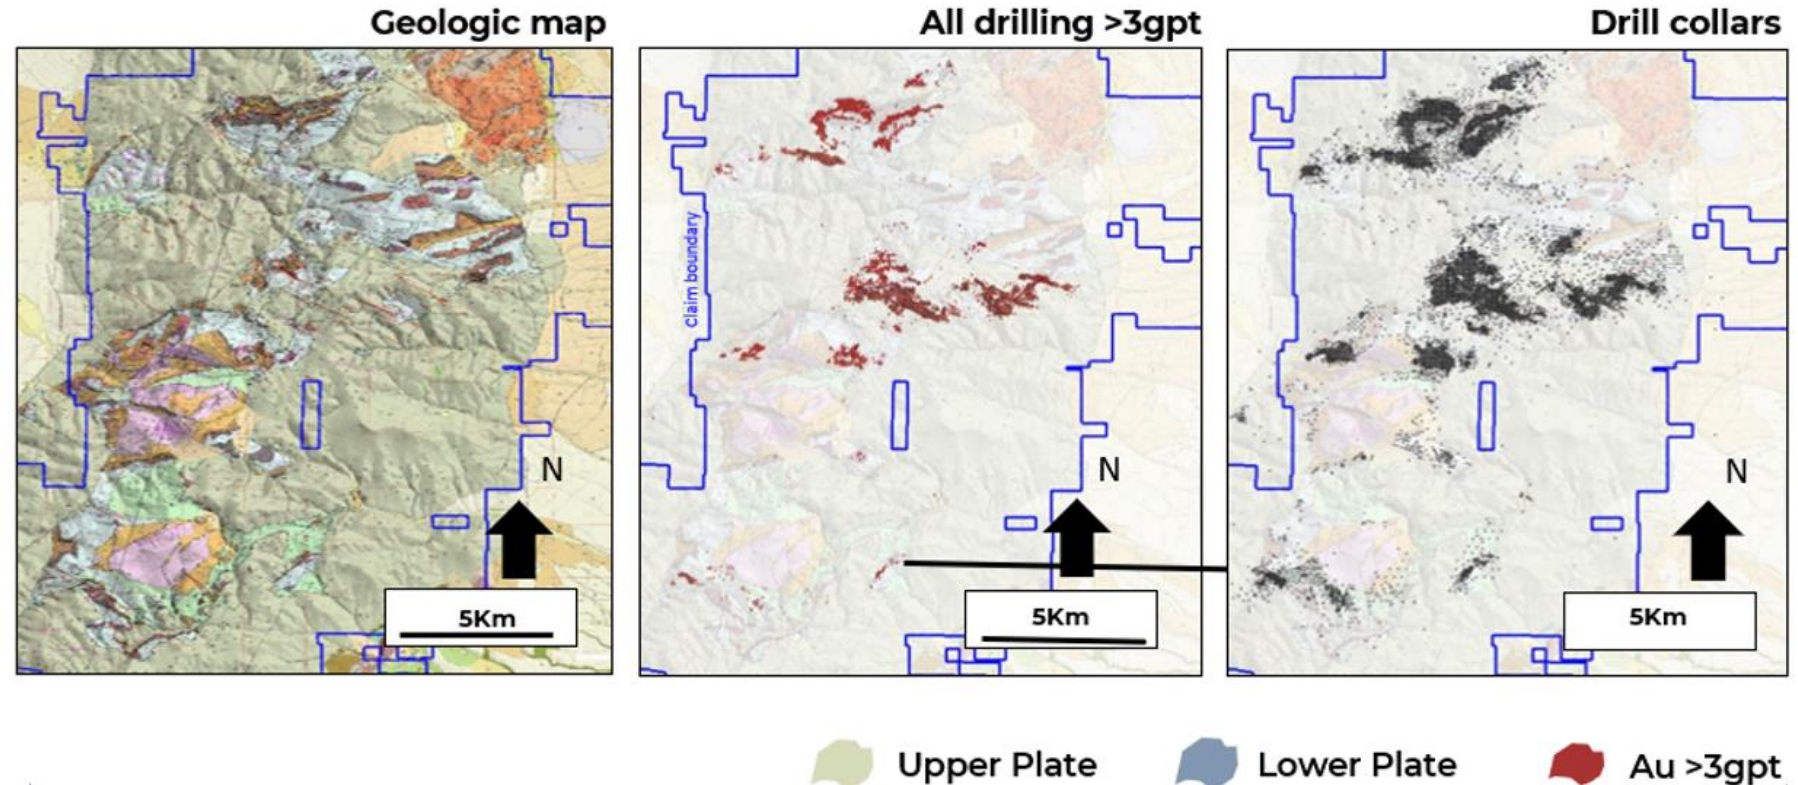 Geologic map
All drilling >3gpt
Drill collars
Claim boundary
N
N
N
5Km
5Km
5Km
Upper Plate
Lower Plate
Au >3gpt